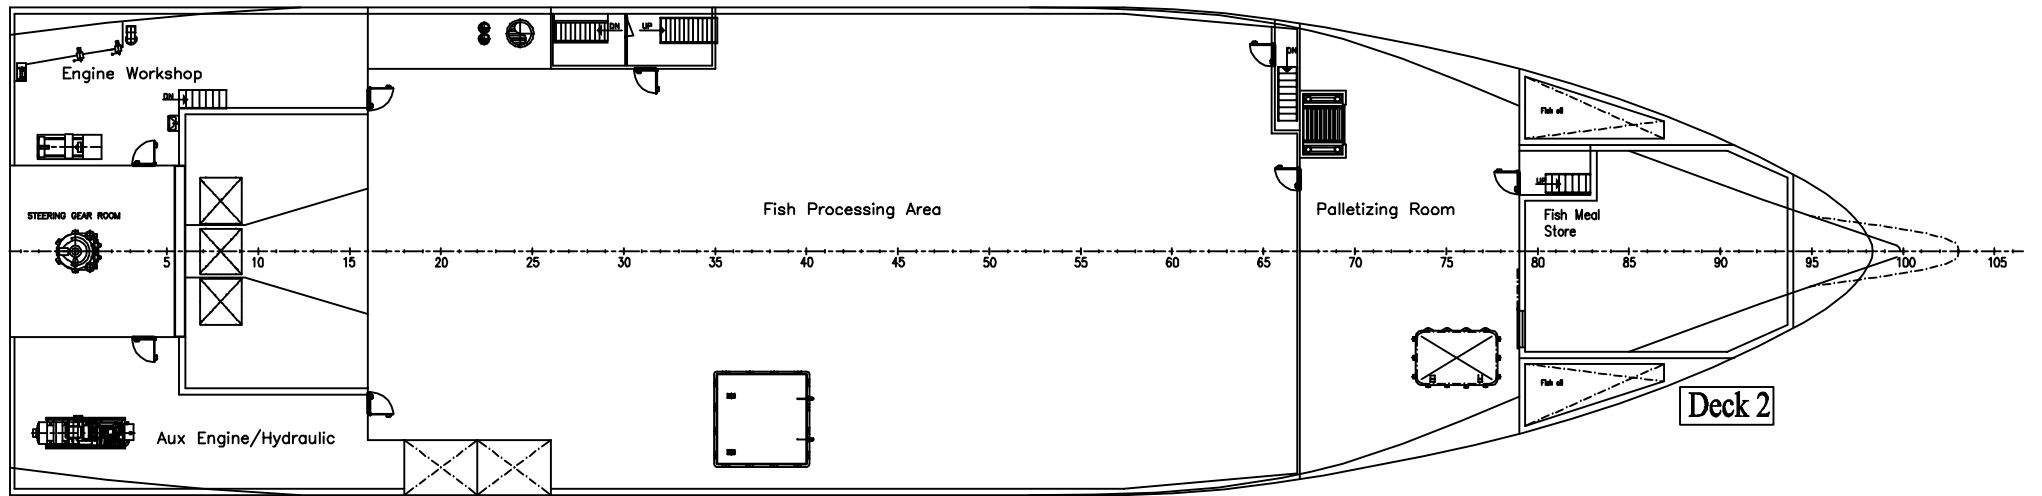 DN
UP
DN
Engine Workshop
DN
Fish oil
STEERING GEAR ROOM
Fish Processing Area
Palletizing Room
UP
Fish Meal
Store
5 10 15 20 25 30 35 40 45 50 55 60 65 70 75 80 85 90 95 100 105
Fish oil
Deck 2
Aux Engine/Hydraulic